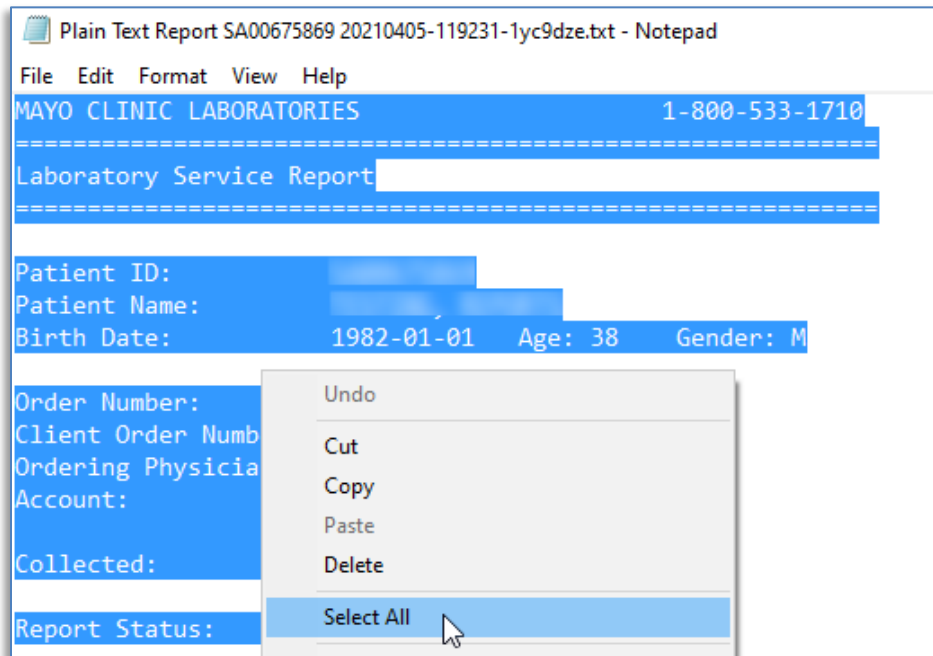 Plain Text Report SA00675869 20210405-119231-1yc9dze.txt - Notepad
File Edit Format View Help
MAYO CLINIC LABORATORIES 1-800-533-1710
============================================================
Laboratory Service Report
============================================================
Patient ID:
Patient Name:
Birth Date: 1982-01-01 Age: 38 Gender: M
Order Number:
Client Order Numb
Ordering Physicia
Account:
Collected:
Report Status:
Undo
Cut
Copy
Paste
Delete
Select All